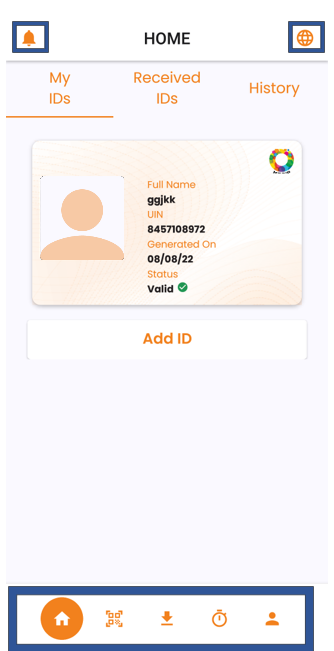 HOME
My
IDs
Received
IDs
History
Full Name
ggjkk
UIN
8457108972
Generated On
08/08/22
Status
Valid
Add ID